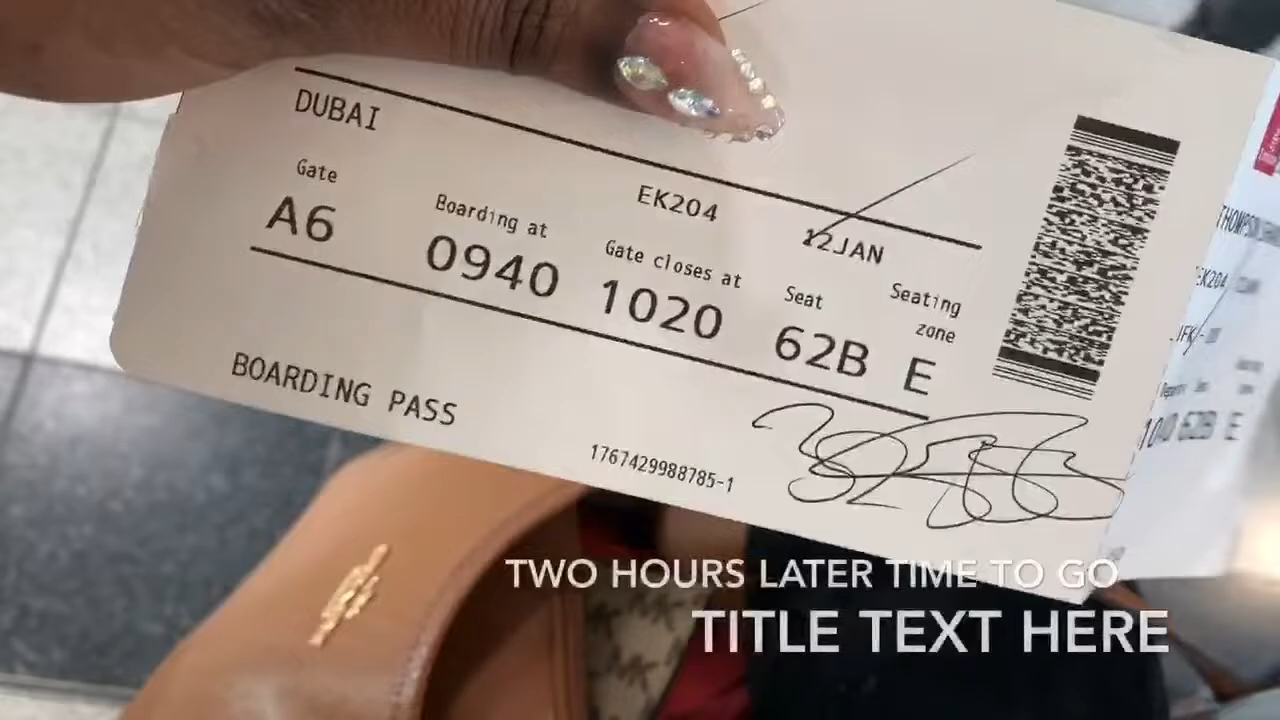 DUBAI
EK204
12JAN
Gate
Boarding at
Gate closes at
Seat
Seating
zone
A6
0940
1020
62B
E
BOARDING PASS
1767429988785-1
EK204
62B E
TWO HOURS LATER TIME TO GO
TITLE TEXT HERE